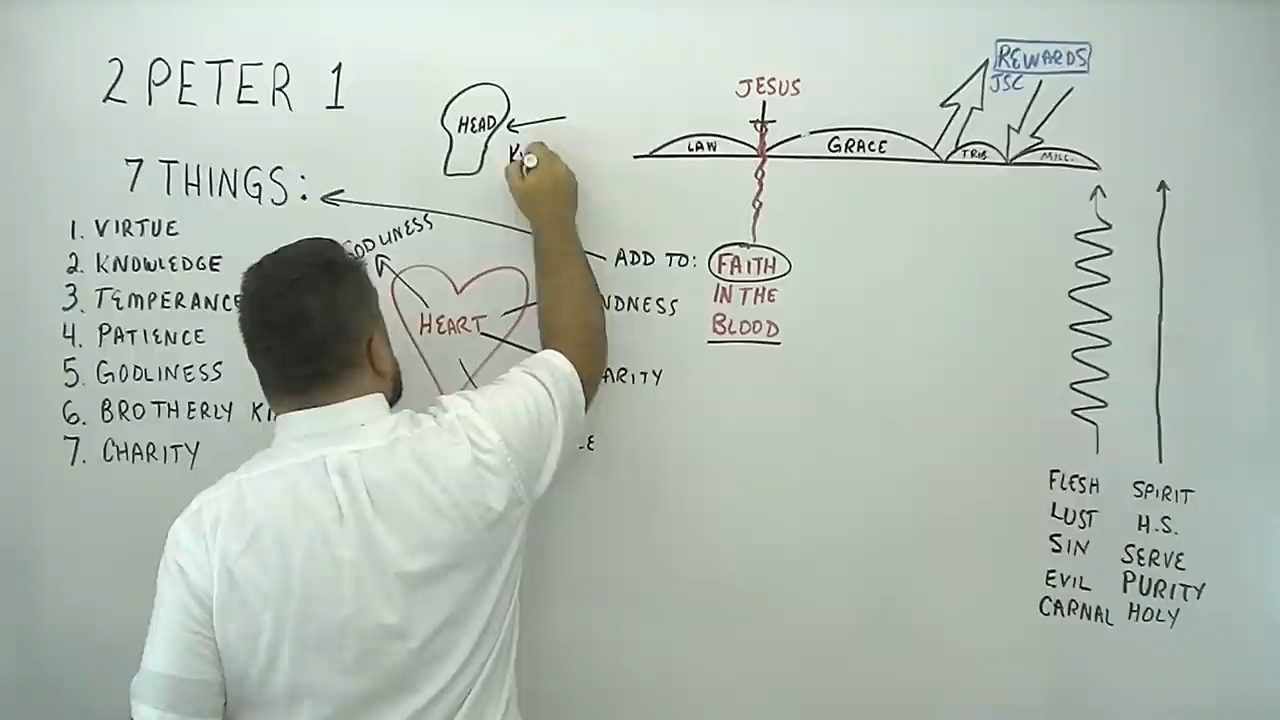 2 PETER 1
7 THINGS:
1. VIRTUE
2. KNOWLEDGE
3. TEMPERANCE
4. PATIENCE
5. GODLINESS
6. BROTHERLY KI
7. CHARITY
HEAD
GODLINESS
HEART
NDNESS
ARITY
ADD TO:
FAITH
IN THE
BLOOD
JESUS
LAW
GRACE
TRIB
MILL.
REWARDS
JSC
FLESH
LUST
SIN
EVIL
CARNAL
SPIRIT
H.S.
SERVE
PURITY
HOLY